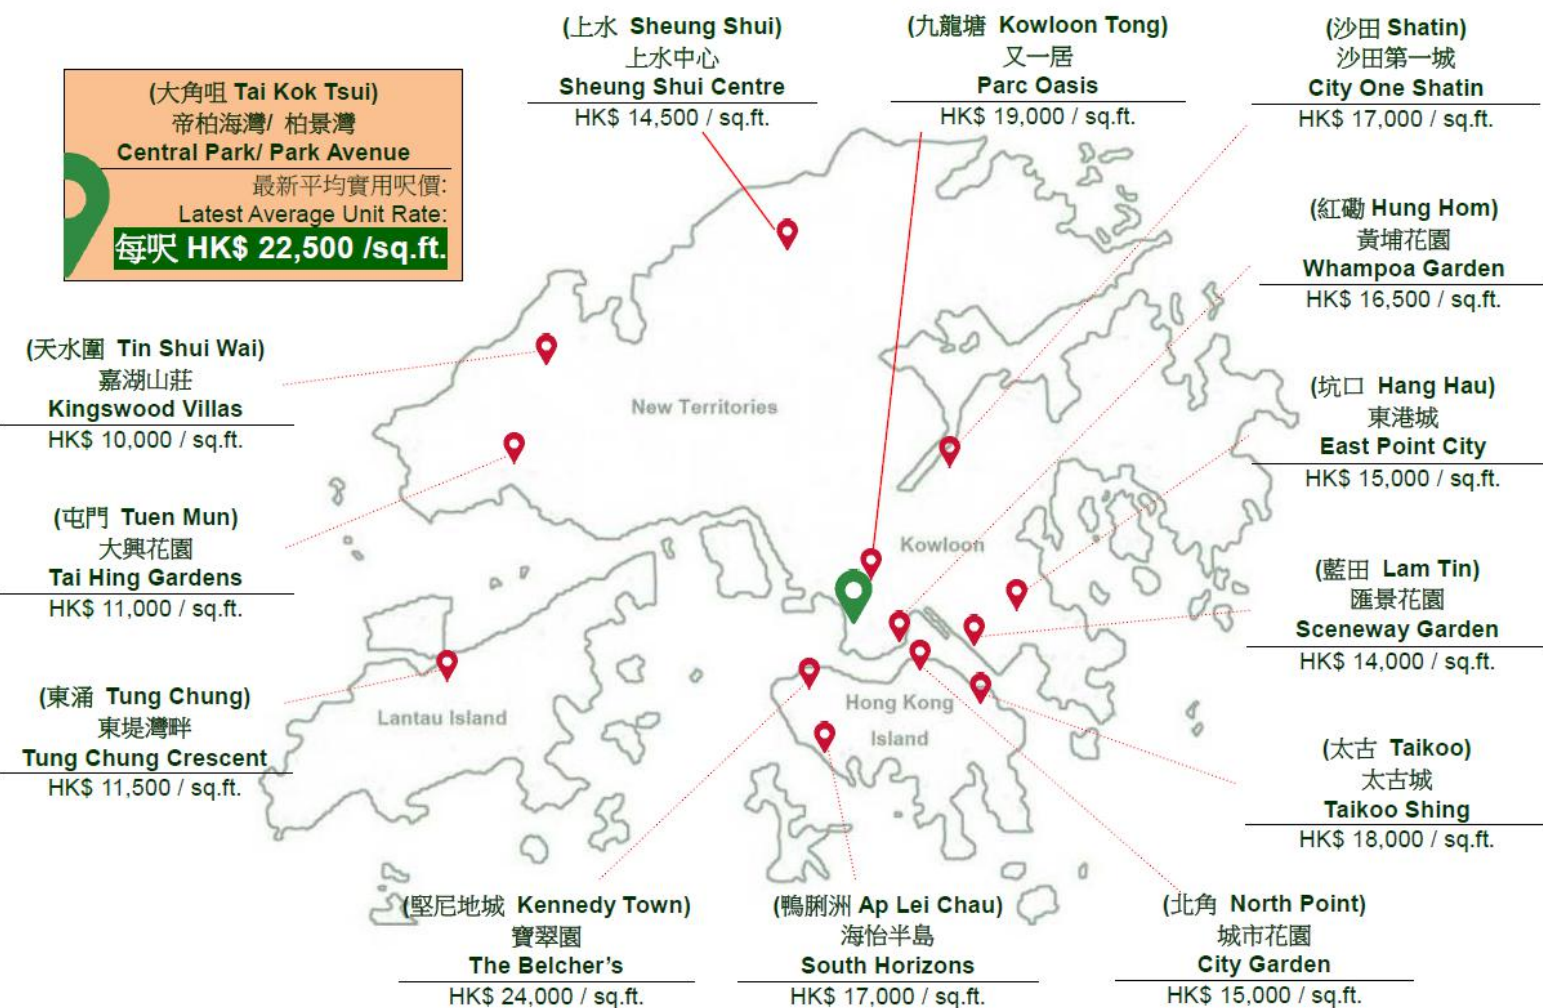 (大角咀 Tai Kok Tsui)
帝柏海灣/ 柏景灣
Central Park/ Park Avenue
最新平均實用呎價:
Latest Average Unit Rate:
每呎 HK$ 22,500 /sq.ft.
(上水 Sheung Shui)
上水中心
Sheung Shui Centre
HK$ 14,500 / sq.ft.
(九龍塘 Kowloon Tong)
又一居
Parc Oasis
HK$ 19,000 / sq.ft.
(沙田 Shatin)
沙田第一城
City One Shatin
HK$ 17,000 / sq.ft.
(紅磡 Hung Hom)
黃埔花園
Whampoa Garden
HK$ 16,500 / sq.ft.
(天水圍 Tin Shui Wai)
嘉湖山莊
Kingswood Villas
HK$ 10,000 / sq.ft.
New Territories
(坑口 Hang Hau)
東港城
East Point City
HK$ 15,000 / sq.ft.
(屯門 Tuen Mun)
大興花園
Tai Hing Gardens
HK$ 11,000 / sq.ft.
Kowloon
(藍田 Lam Tin)
匯景花園
Sceneway Garden
HK$ 14,000 / sq.ft.
(東涌 Tung Chung)
東堤灣畔
Tung Chung Crescent
HK$ 11,500 / sq.ft.
Lantau Island
Hong Kong
Island
(太古 Taikoo)
太古城
Taikoo Shing
HK$ 18,000 / sq.ft.
(堅尼地城 Kennedy Town)
寶翠園
The Belcher’s
HK$ 24,000 / sq.ft.
(鴨脷洲 Ap Lei Chau)
海怡半島
South Horizons
HK$ 17,000 / sq.ft.
(北角 North Point)
城市花園
City Garden
HK$ 15,000 / sq.ft.